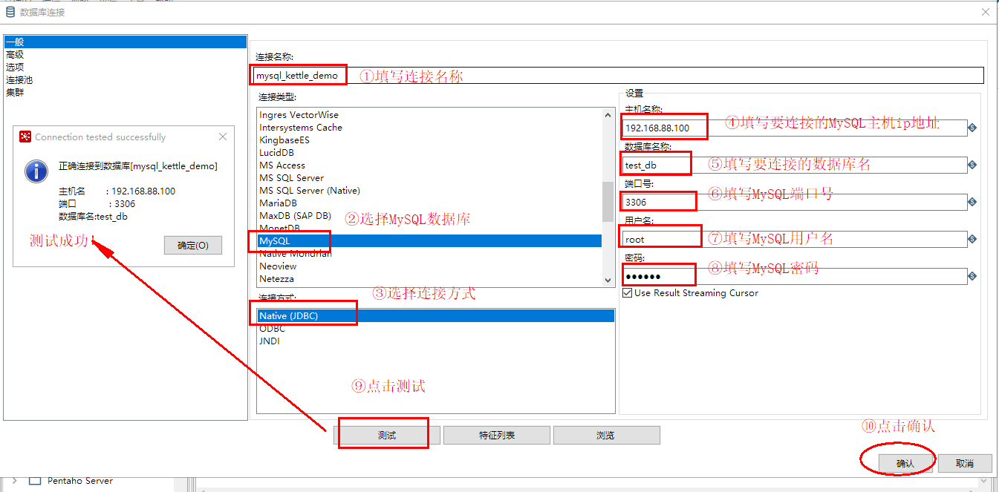 数据库连接
一般
高级
选项
连接池
集群
Connection tested successfully
正确连接到数据库[mysql_kettle_demo]
主机名 : 192.168.88.100
端口 : 3306
数据库名:test_db
测试成功!
确定(O)
连接名称:
mysql_kettle_demo
①填写连接名称
连接类型:
Ingres VectorWise
Intersystems Cache
KingbaseES
LucidDB
MS Access
MS SQL Server
MS SQL Server (Native)
MariaDB
MaxDB (SAP DB)
MonetDB
MySQL
Native Mondrian
Neoview
Netezza
②选择MySQL数据库
③选择连接方式
连接方式:
Native (JDBC)
ODBC
JNDI
⑨点击测试
设置
主机名称:
192.168.88.100
④填写要连接的MySQL主机ip地址
数据库名称:
test_db
⑤填写要连接的数据库名
端口号:
3306
⑥填写MySQL端口号
用户名:
root
⑦填写MySQL用户名
密码:
●●●●●●
⑧填写MySQL密码
Use Result Streaming Cursor
测试
特征列表
浏览
⑩点击确认
确认
取消
Pentaho Server